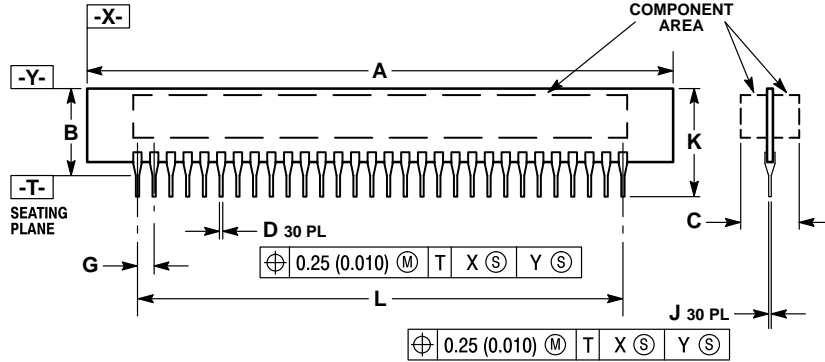 -X-
COMPONENT
AREA
A
-Y-
B
K
-T-
SEATING
PLANE
C
D 30 PL
G
⌖ 0.25 (0.010) Ⓜ T X Ⓢ Y Ⓢ
L
J 30 PL
⌖ 0.25 (0.010) Ⓜ T X Ⓢ Y Ⓢ